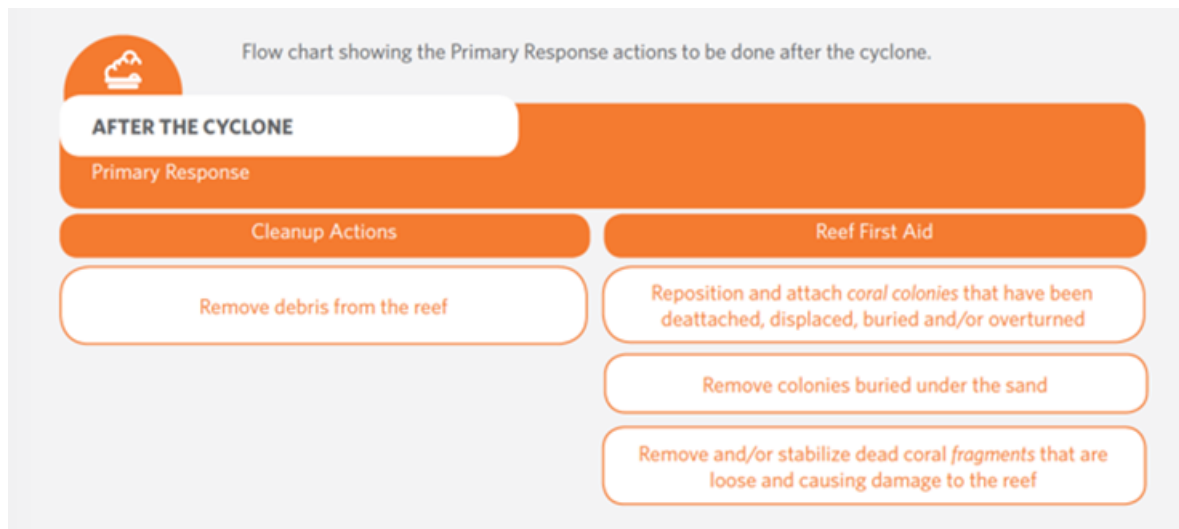 Flow chart showing the Primary Response actions to be done after the cyclone.
AFTER THE CYCLONE
Primary Response
Cleanup Actions
Remove debris from the reef
Reef First Aid
Reposition and attach coral colonies that have been
deattached, displaced, buried and/or overturned
Remove colonies buried under the sand
Remove and/or stabilize dead coral fragments that are
loose and causing damage to the reef